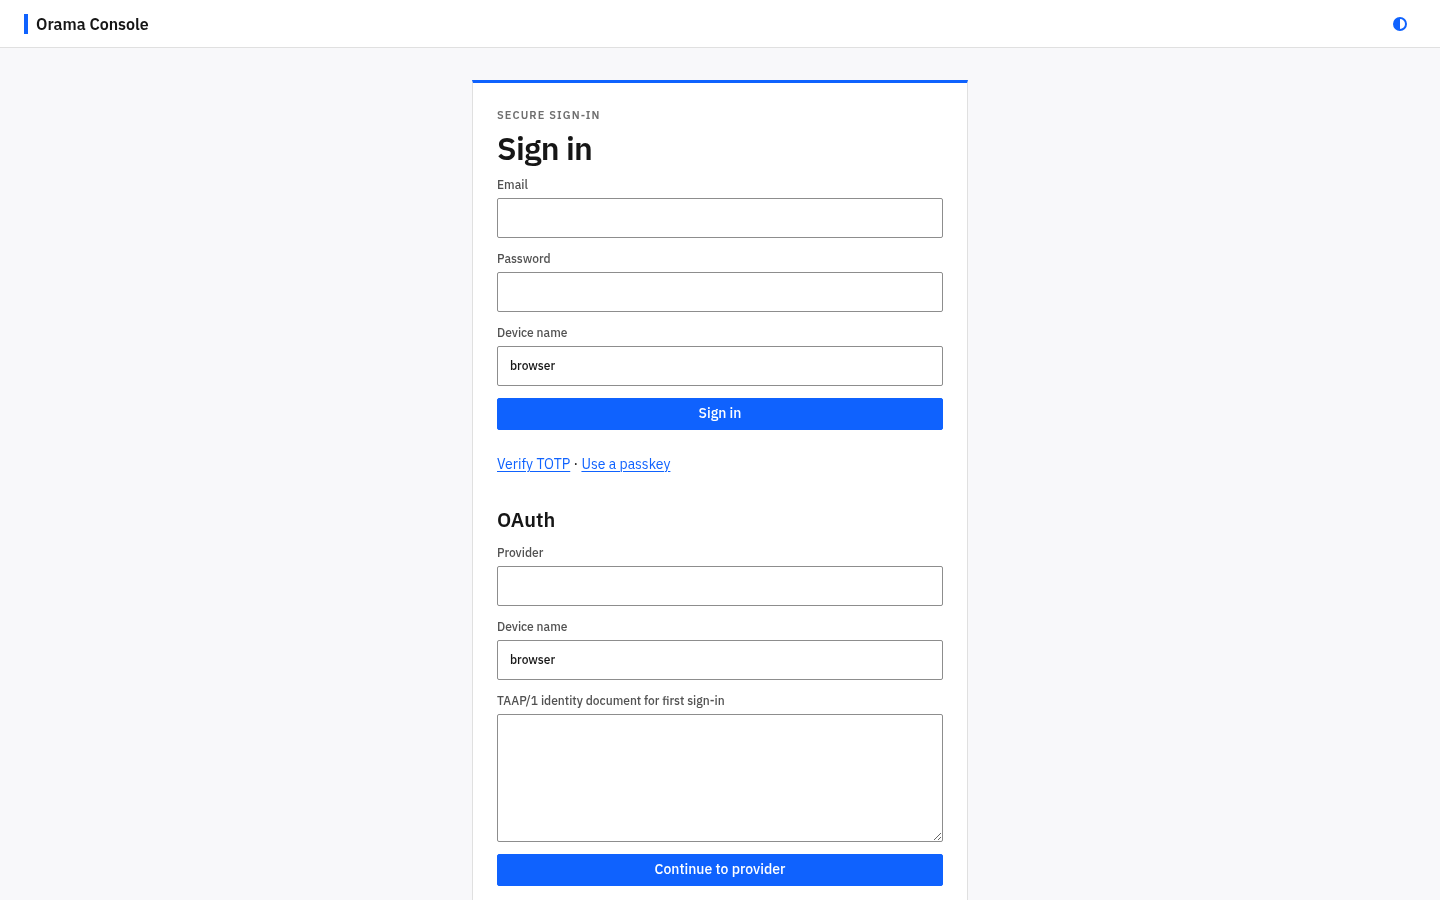 Orama Console
SECURE SIGN-IN
Sign in
Email
Password
Device name
browser
Sign in
Verify TOTP · Use a passkey
OAuth
Provider
Device name
browser
TAAP/1 identity document for first sign-in
Continue to provider